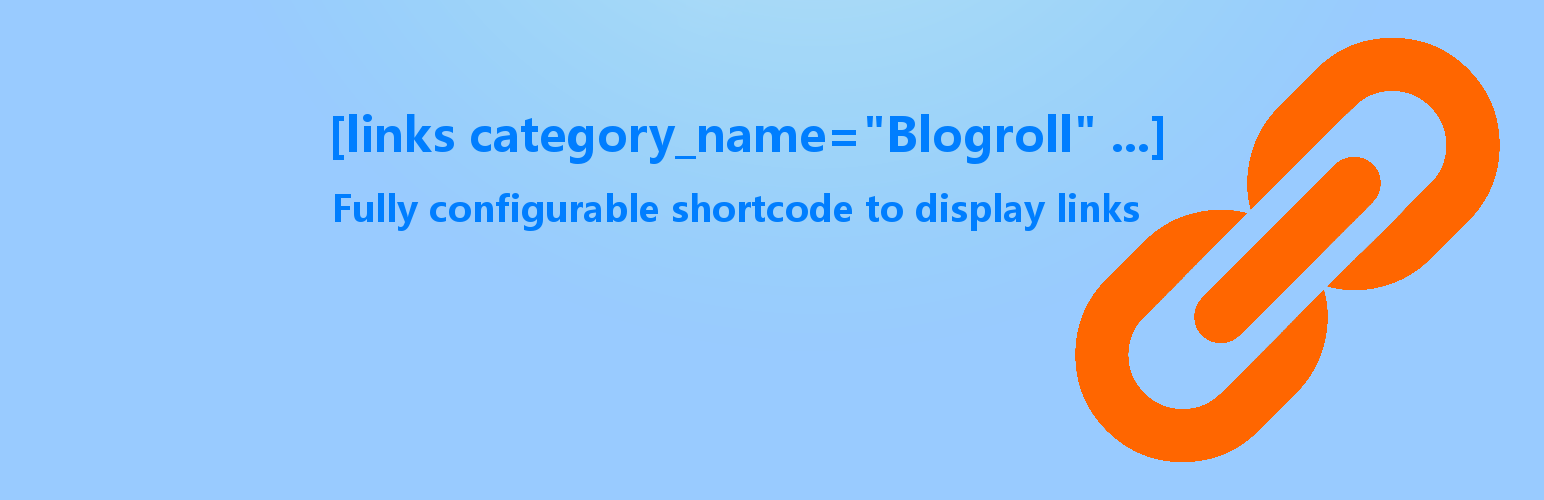 [links category_name="Blogroll" ...]
Fully configurable shortcode to display links